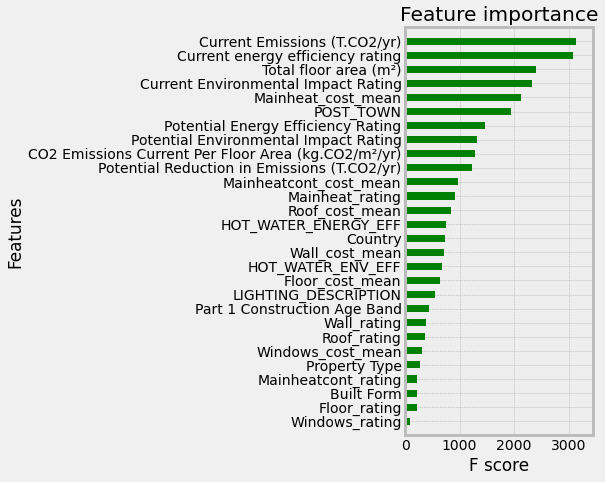 Feature importance
Features
Current Emissions (T.CO2/yr)
Current energy efficiency rating
Total floor area (m²)
Current Environmental Impact Rating
Mainheat_cost_mean
POST_TOWN
Potential Energy Efficiency Rating
Potential Environmental Impact Rating
CO2 Emissions Current Per Floor Area (kg.CO2/m²/yr)
Potential Reduction in Emissions (T.CO2/yr)
Mainheatcont_cost_mean
Mainheat_rating
Roof_cost_mean
HOT_WATER_ENERGY_EFF
Country
Wall_cost_mean
HOT_WATER_ENV_EFF
Floor_cost_mean
LIGHTING_DESCRIPTION
Part 1 Construction Age Band
Wall_rating
Roof_rating
Windows_cost_mean
Property Type
Mainheatcont_rating
Built Form
Floor_rating
Windows_rating
0 1000 2000 3000
F score